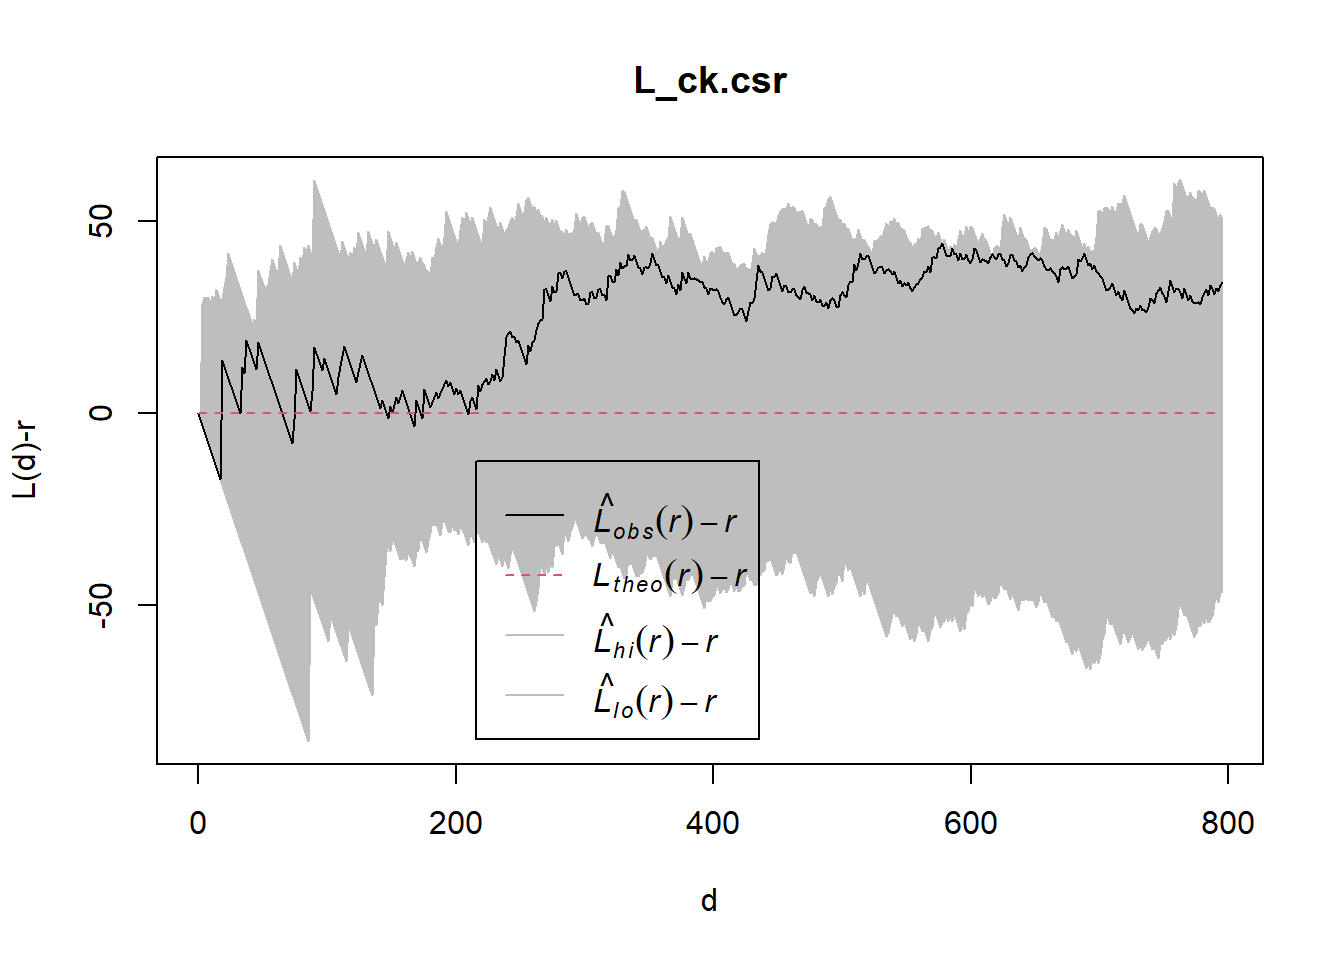 L_ck.csr
L(d)-r
50
0
-50
L̂obs(r) – r
Ltheo(r) – r
L̂hi(r) – r
L̂lo(r) – r
0 200 400 600 800
d